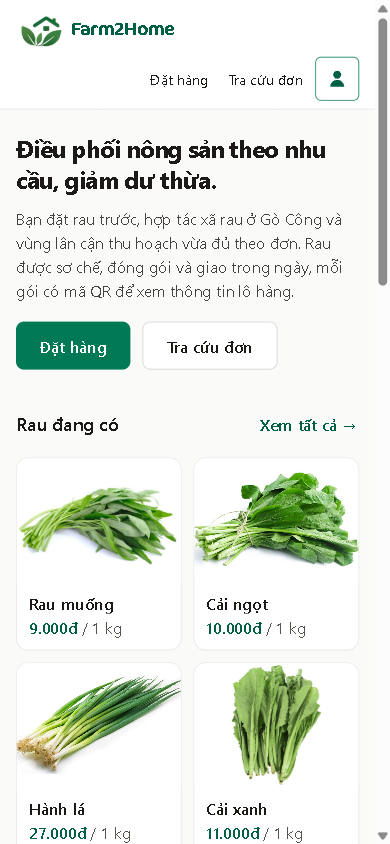 Farm2Home
Đặt hàng
Tra cứu đơn
Điều phối nông sản theo nhu
cầu, giảm dư thừa.
Bạn đặt rau trước, hợp tác xã rau ở Gò Công và
vùng lân cận thu hoạch vừa đủ theo đơn. Rau
được sơ chế, đóng gói và giao trong ngày, mỗi
gói có mã QR để xem thông tin lô hàng.
Đặt hàng
Tra cứu đơn
Rau đang có
Xem tất cả →
Rau muống
9.000đ / 1 kg
Cải ngọt
10.000đ / 1 kg
Hành lá
27.000đ / 1 kg
Cải xanh
11.000đ / 1 kg